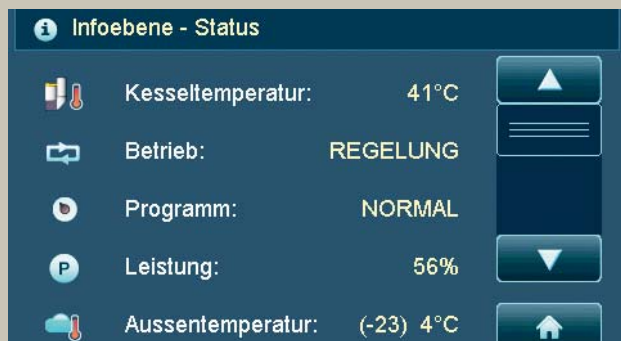 Infoebene - Status
Kesseltemperatur: 41°C
Betrieb: REGELUNG
Programm: NORMAL
P Leistung: 56%
Aussentemperatur: (-23) 4°C